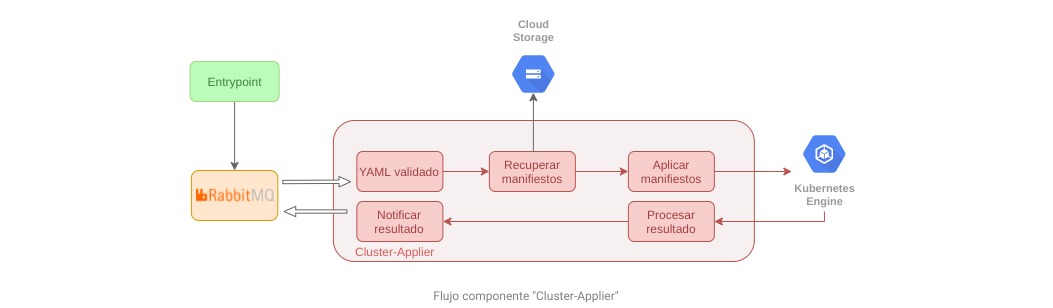 Cloud
Storage
Entrypoint
RabbitMQ
YAML validado
Recuperar
manifiestos
Aplicar
manifiestos
Kubernetes
Engine
Notificar
resultado
Procesar
resultado
Cluster-Applier
Flujo componente "Cluster-Applier"